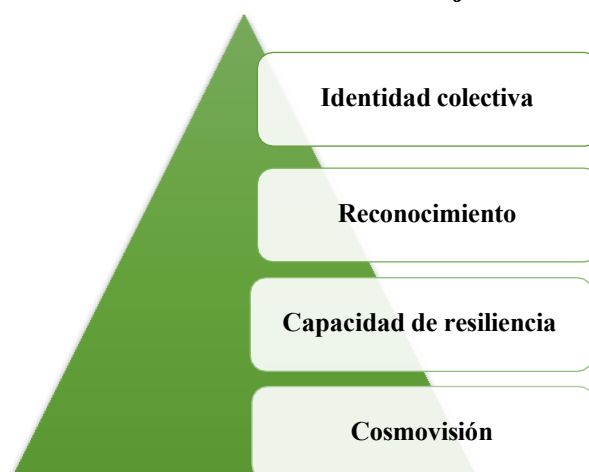 Identidad colectiva
Reconocimiento
Capacidad de resiliencia
Cosmovisión